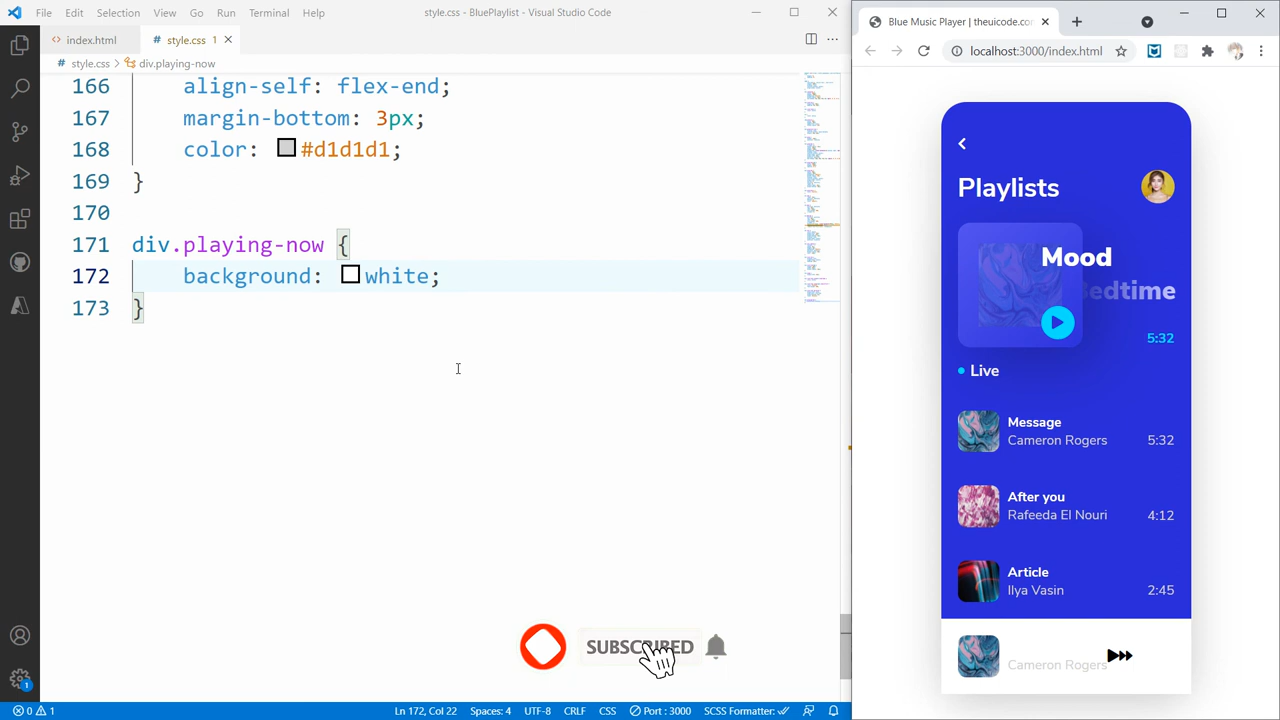 File Edit Selection View Go Run Terminal Help
style.css - BluePlaylist - Visual Studio Code
index.html
style.css 1
style.css > div.playing-now
166 align-self: flex-end;
167 margin-bottom: 3px;
168 color: #d1d1d1;
169 }
170
171 div.playing-now {
172 background: white;
173 }
SUBSCRIBED
1
0 1
Ln 172, Col 22
Spaces: 4
UTF-8
CRLF
CSS
Port : 3000
SCSS Formatter:
Blue Music Player | theuicode.com
localhost:3000/index.html
Playlists
Mood
edtime
5:32
Live
Message
Cameron Rogers
5:32
After you
Rafeeda El Nouri
4:12
Article
Ilya Vasin
2:45
Cameron Rogers